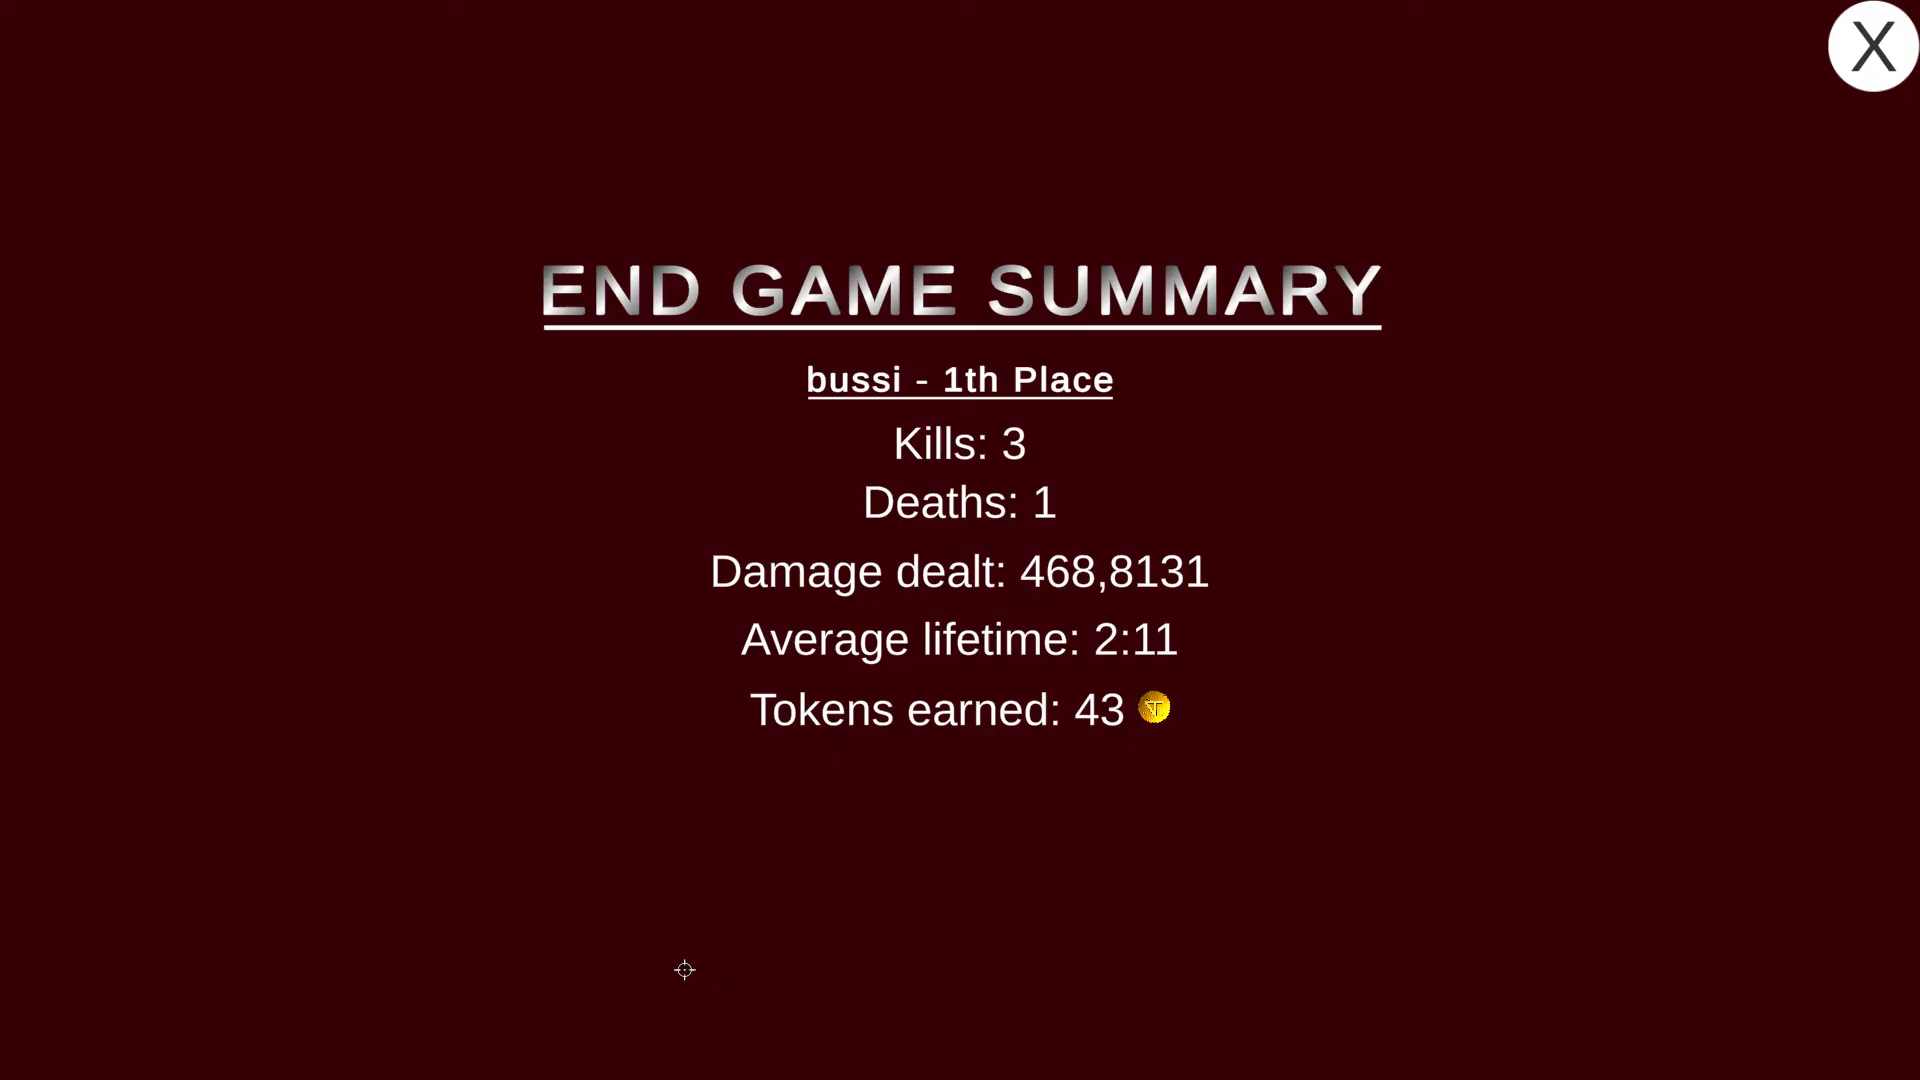 X
END GAME SUMMARY
bussi - 1th Place
Kills: 3
Deaths: 1
Damage dealt: 468,8131
Average lifetime: 2:11
Tokens earned: 43